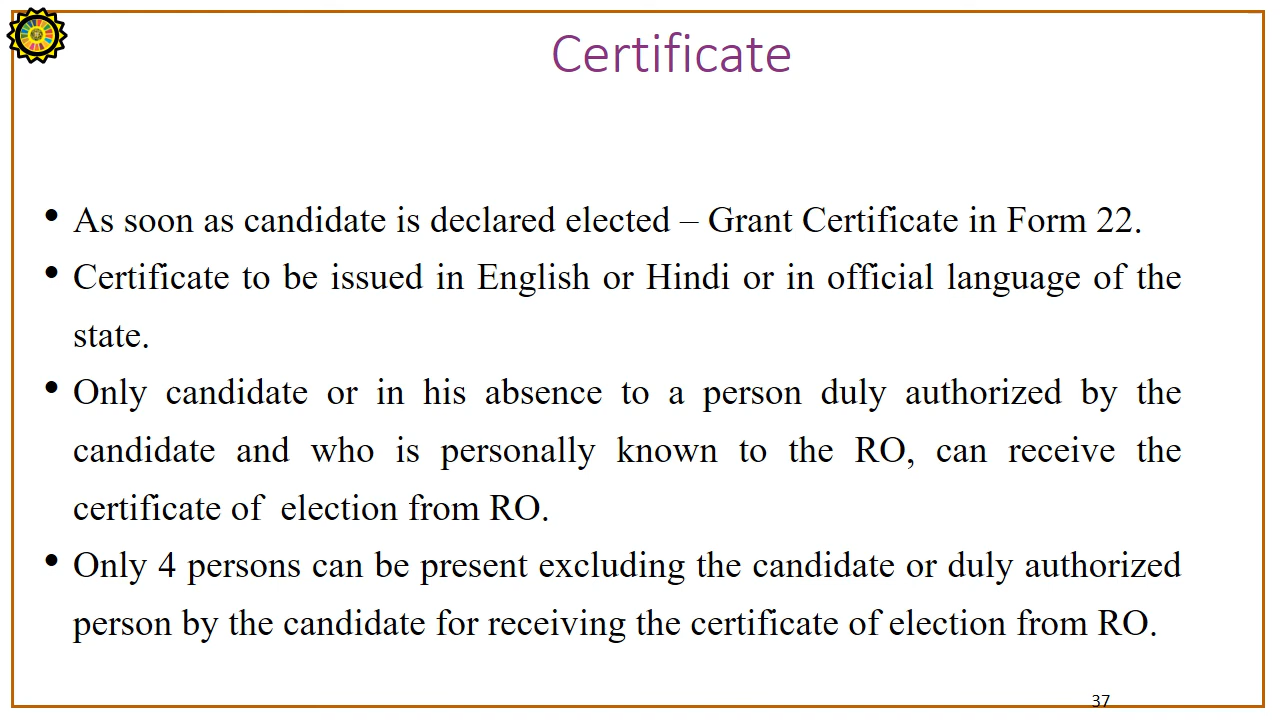 Certificate
• As soon as candidate is declared elected – Grant Certificate in Form 22.
• Certificate to be issued in English or Hindi or in official language of the
state.
• Only candidate or in his absence to a person duly authorized by the
candidate and who is personally known to the RO, can receive the
certificate of  election from RO.
• Only 4 persons can be present excluding the candidate or duly authorized
person by the candidate for receiving the certificate of election from RO.
37